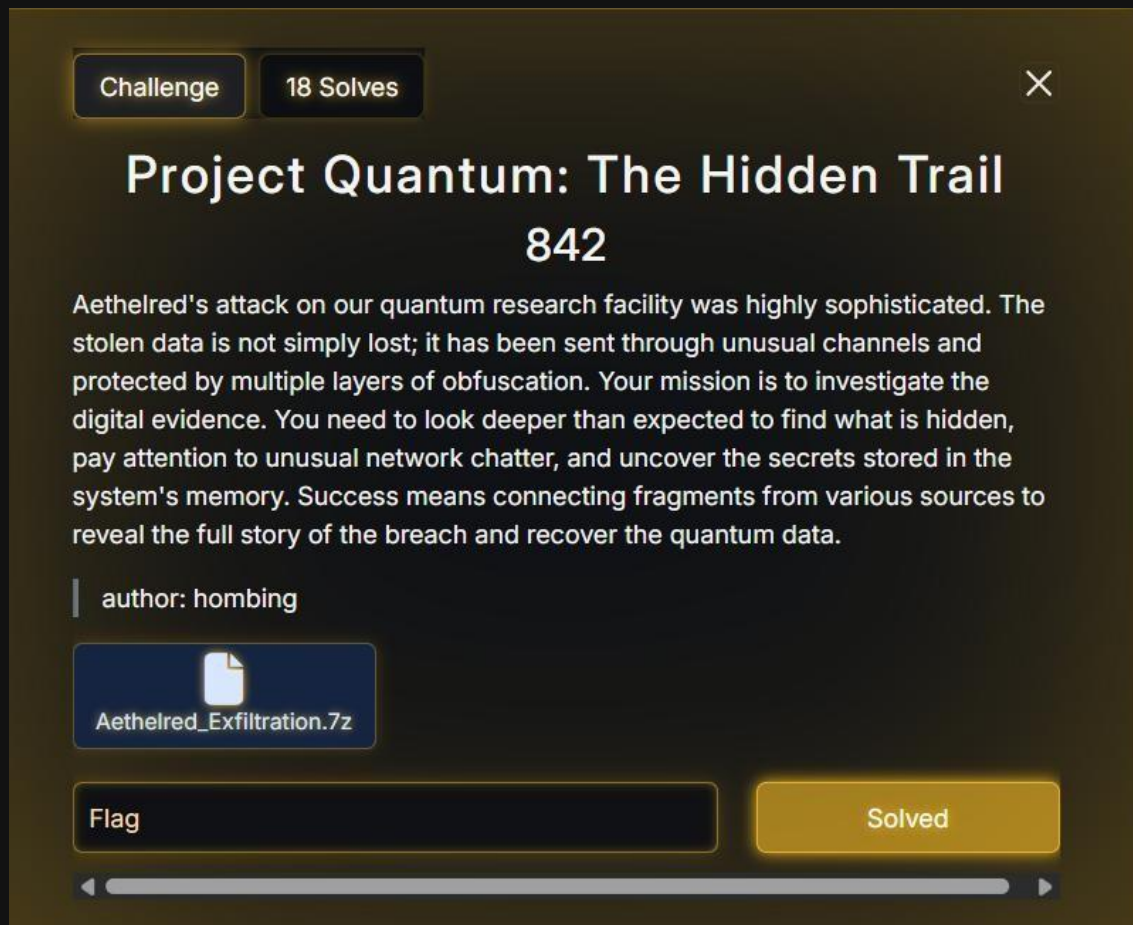 Challenge
18 Solves
Project Quantum: The Hidden Trail
842
Aethelred's attack on our quantum research facility was highly sophisticated. The
stolen data is not simply lost; it has been sent through unusual channels and
protected by multiple layers of obfuscation. Your mission is to investigate the
digital evidence. You need to look deeper than expected to find what is hidden,
pay attention to unusual network chatter, and uncover the secrets stored in the
system's memory. Success means connecting fragments from various sources to
reveal the full story of the breach and recover the quantum data.
author: hombing
Aethelred_Exfiltration.7z
Flag
Solved